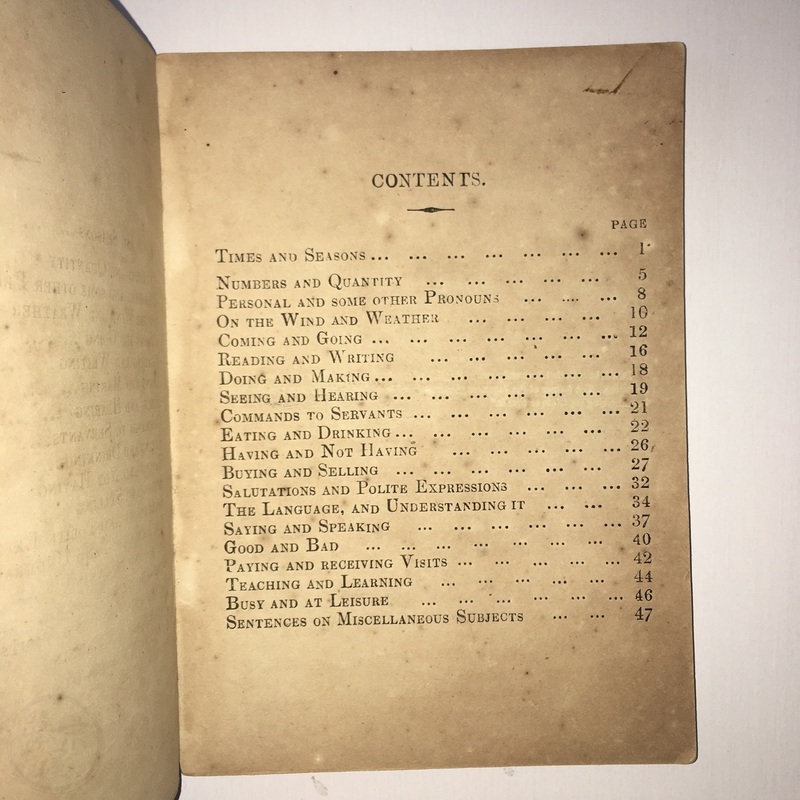 CONTENTS.
PAGE
TIMES AND SEASONS ... ... ... ... ... ... ... 1
NUMBERS AND QUANTITY ... ... ... ... ... 5
PERSONAL AND SOME OTHER PRONOUNS ... .... ... 8
ON THE WIND AND WEATHER ... ... ... ... 10
COMING AND GOING ... ... ... ... ... ... ... 12
READING AND WRITING ... ... ... ... ... 16
DOING AND MAKING ... ... ... ... ... ... ... 18
SEEING AND HEARING ... ... ... ... ... ... 19
COMMANDS TO SERVANTS ... ... ... ... ... ... 21
EATING AND DRINKING ... ... ... ... ... ... 22
HAVING AND NOT HAVING ... ... ... ... ... 26
BUYING AND SELLING ... ... ... ... ... ... 27
SALUTATIONS AND POLITE EXPRESSIONS ... ... ... 32
THE LANGUAGE, AND UNDERSTANDING IT ... ... 34
SAYING AND SPEAKING ... ... ... ... ... ... 37
GOOD AND BAD ... ... ... ... ... ... ... 40
PAYING AND RECEIVING VISITS ... ... ... ... ... 42
TEACHING AND LEARNING ... ... ... ... ... 44
BUSY AND AT LEISURE ... ... ... ... ... ... 46
SENTENCES ON MISCELLANEOUS SUBJECTS ... ... 47